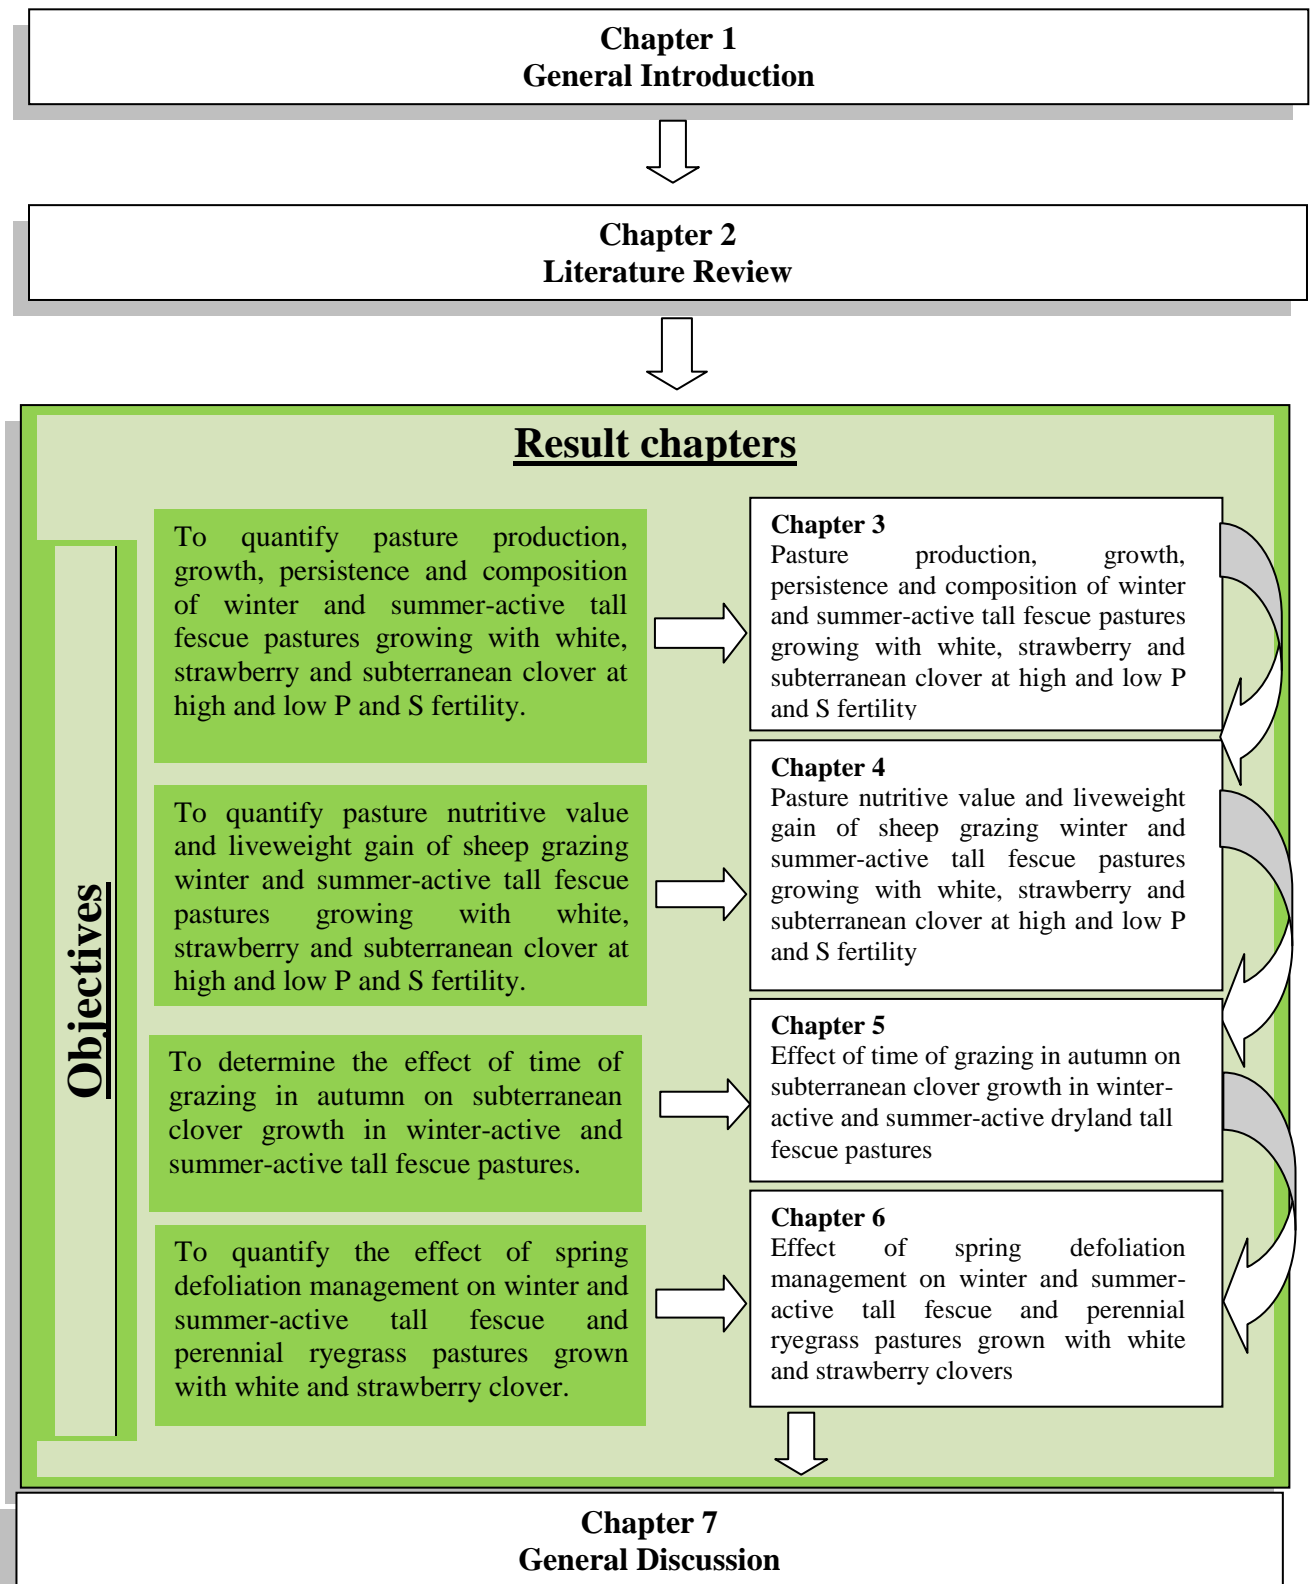 Chapter 1
General Introduction
Chapter 2
Literature Review
Result chapters
Objectives
To quantify pasture production,
growth, persistence and composition
of winter and summer-active tall
fescue pastures growing with white,
strawberry and subterranean clover at
high and low P and S fertility.
Chapter 3
Pasture production, growth,
persistence and composition of winter
and summer-active tall fescue pastures
growing with white, strawberry and
subterranean clover at high and low P
and S fertility
To quantify pasture nutritive value
and liveweight gain of sheep grazing
winter and summer-active tall fescue
pastures growing with white,
strawberry and subterranean clover at
high and low P and S fertility.
Chapter 4
Pasture nutritive value and liveweight
gain of sheep grazing winter and
summer-active tall fescue pastures
growing with white, strawberry and
subterranean clover at high and low P
and S fertility
To determine the effect of time of
grazing in autumn on subterranean
clover growth in winter-active and
summer-active tall fescue pastures.
Chapter 5
Effect of time of grazing in autumn on
subterranean clover growth in winter-
active and summer-active dryland tall
fescue pastures
To quantify the effect of spring
defoliation management on winter and
summer-active tall fescue and
perennial ryegrass pastures grown
with white and strawberry clover.
Chapter 6
Effect of spring defoliation
management on winter and summer-
active tall fescue and perennial
ryegrass pastures grown with white
and strawberry clovers
Chapter 7
General Discussion